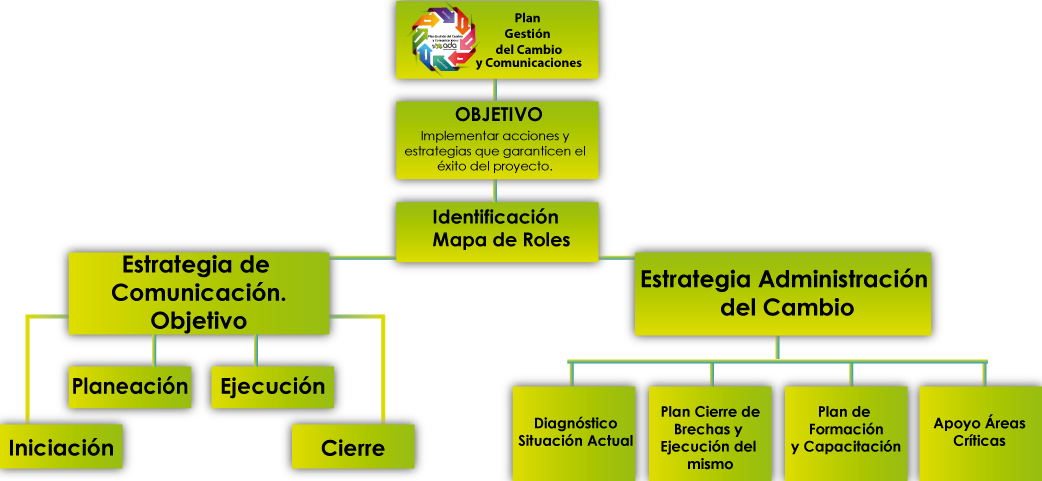 Plan
Gestión
del Cambio
y Comunicaciones
ada
OBJETIVO
Implementar acciones y
estrategias que garanticen el
éxito del proyecto.
Identificación
Mapa de Roles
Estrategia de
Comunicación.
Objetivo
Estrategia Administración
del Cambio
Planeación
Ejecución
Iniciación
Cierre
Diagnóstico
Situación Actual
Plan Cierre de
Brechas y
Ejecución del
mismo
Plan de
Formación
y Capacitación
Apoyo Áreas
Críticas